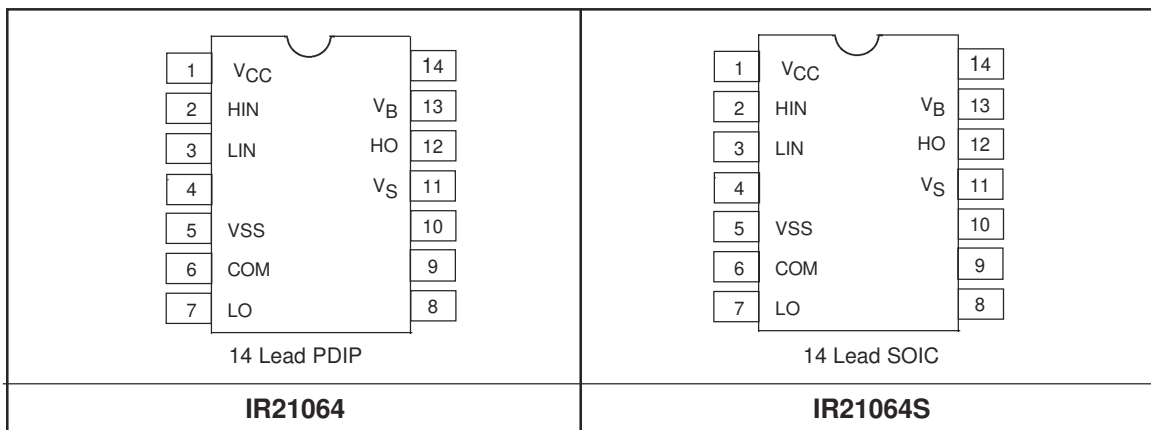 1 VCC 14
2 HIN VB 13
3 LIN HO 12
4 VS 11
5 VSS 10
6 COM 9
7 LO 8
14 Lead PDIP
IR21064
1 VCC 14
2 HIN VB 13
3 LIN HO 12
4 VS 11
5 VSS 10
6 COM 9
7 LO 8
14 Lead SOIC
IR21064S